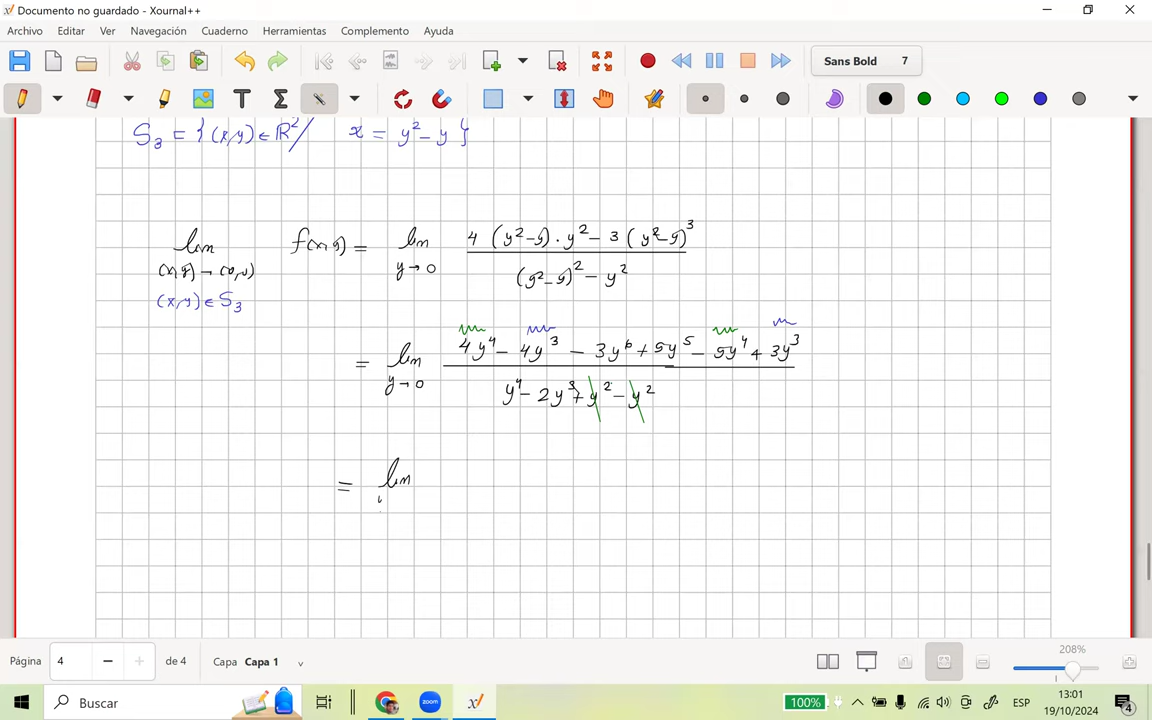 Documento no guardado - Xournal++
Archivo Editar Ver Navegación Cuaderno Herramientas Complemento Ayuda
Sans Bold 7
S₃ = {(x,y) ∈ ℝ² / x = y² - y}
lim f(x,y) = lim 4 (y²-y) · y² - 3 (y²-y)³
(x,y)→(0,0) y→0 (y²-y)² - y²
(x,y) ∈ S₃
= lim 4y⁴ - 4y³ - 3y⁶ + 5y⁵ - 5y⁴ + 3y³
y→0 y⁴ - 2y³ + y² - y²
= lim
Página 4 de 4 Capa Capa 1 208%
Buscar 100% ESP 13:01
19/10/2024 4